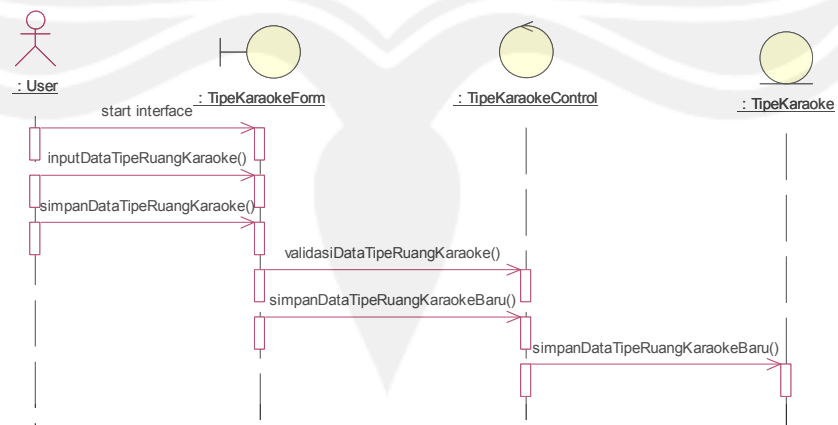 : User
: TipeKaraokeForm
: TipeKaraokeControl
: TipeKaraoke
start interface
inputDataTipeRuangKaraoke()
simpanDataTipeRuangKaraoke()
validasiDataTipeRuangKaraoke()
simpanDataTipeRuangKaraokeBaru()
simpanDataTipeRuangKaraokeBaru()